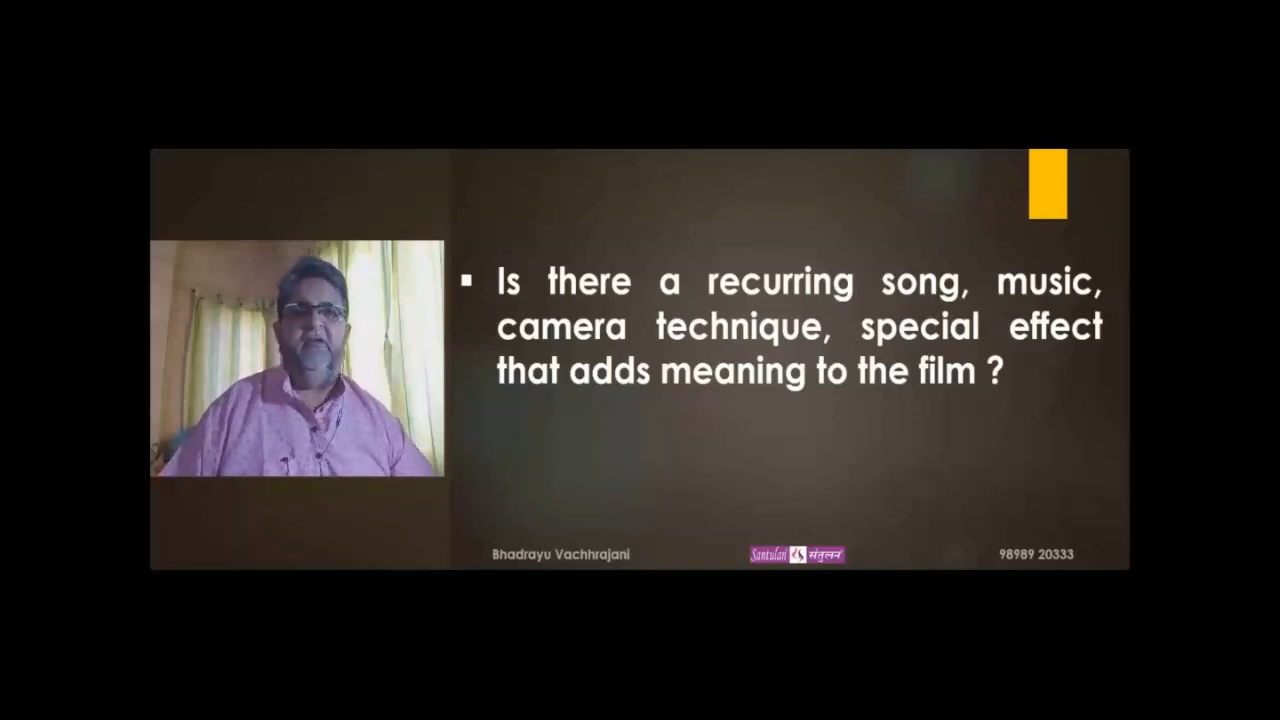 ▪ Is there a recurring song, music,
camera technique, special effect
that adds meaning to the film ?
Bhadrayu Vachhrajani
Santulan संतुलन
98989 20333